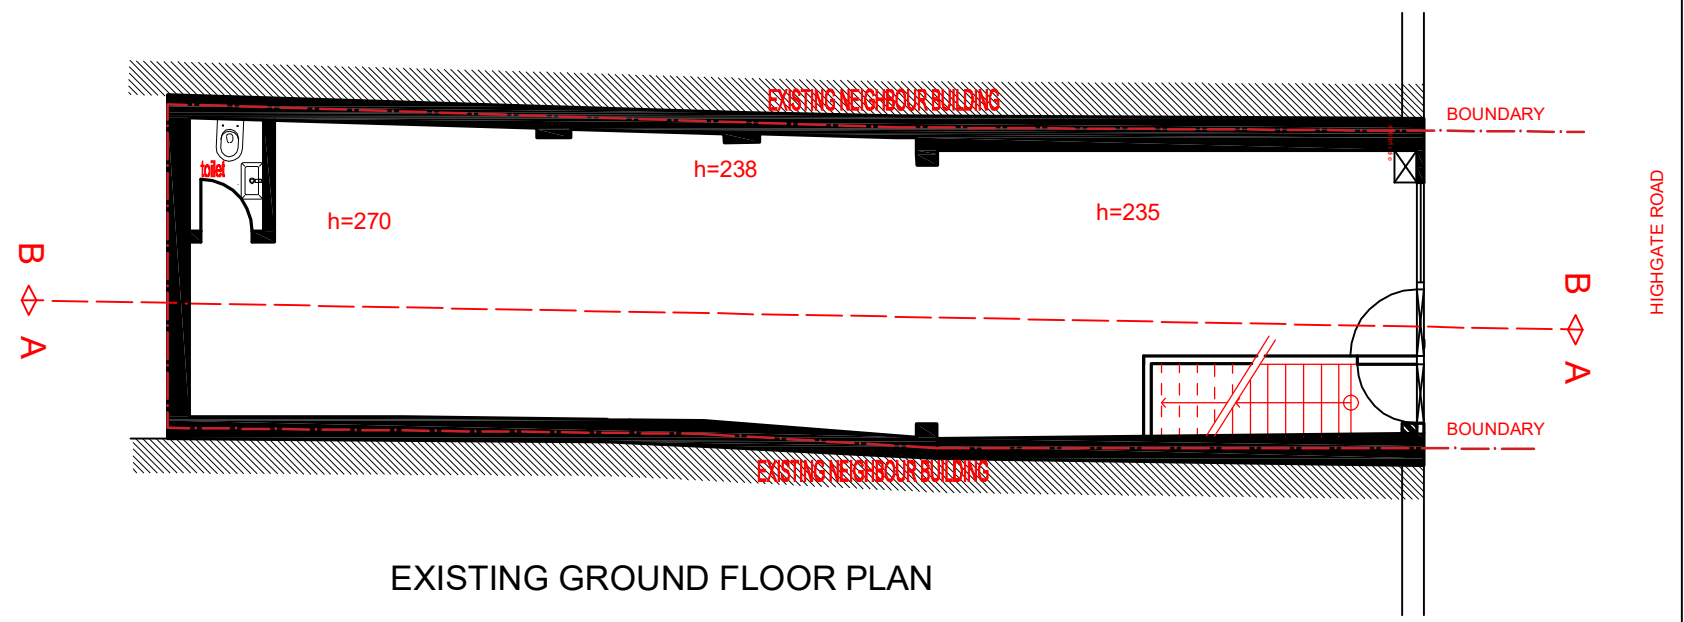 EXISTING NEIGHBOUR BUILDING
BOUNDARY
toilet
h=238
h=270
h=235
HIGHGATE ROAD
B
A
B
A
BOUNDARY
EXISTING NEIGHBOUR BUILDING
EXISTING GROUND FLOOR PLAN